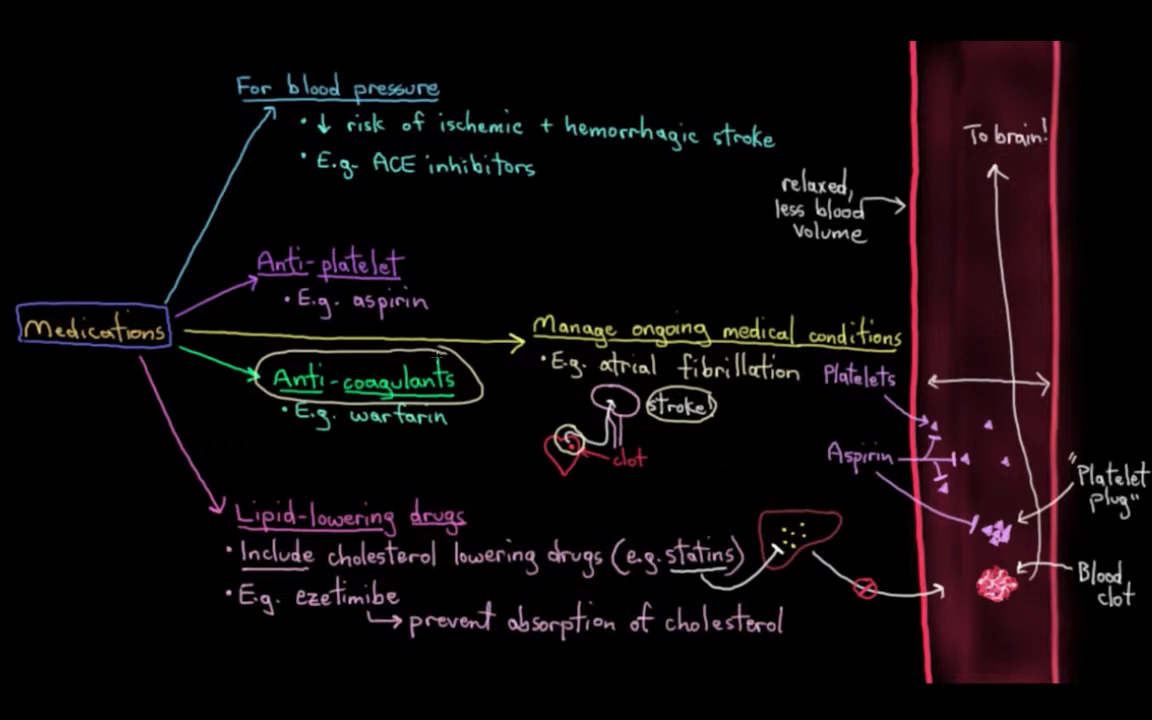 For blood pressure
• ↓ risk of ischemic + hemorrhagic stroke
• E.g. ACE inhibitors
To brain!
relaxed,
less blood
volume
Anti-platelet
• E.g. aspirin
Medications
Manage ongoing medical conditions
• E.g. atrial fibrillation
Anti-coagulants
• E.g. warfarin
stroke!
clot
Platelets
Aspirin
"Platelet
plug"
Blood
clot
Lipid-lowering drugs
• Include cholesterol lowering drugs (e.g. statins)
• E.g. ezetimibe
↳ prevent absorption of cholesterol